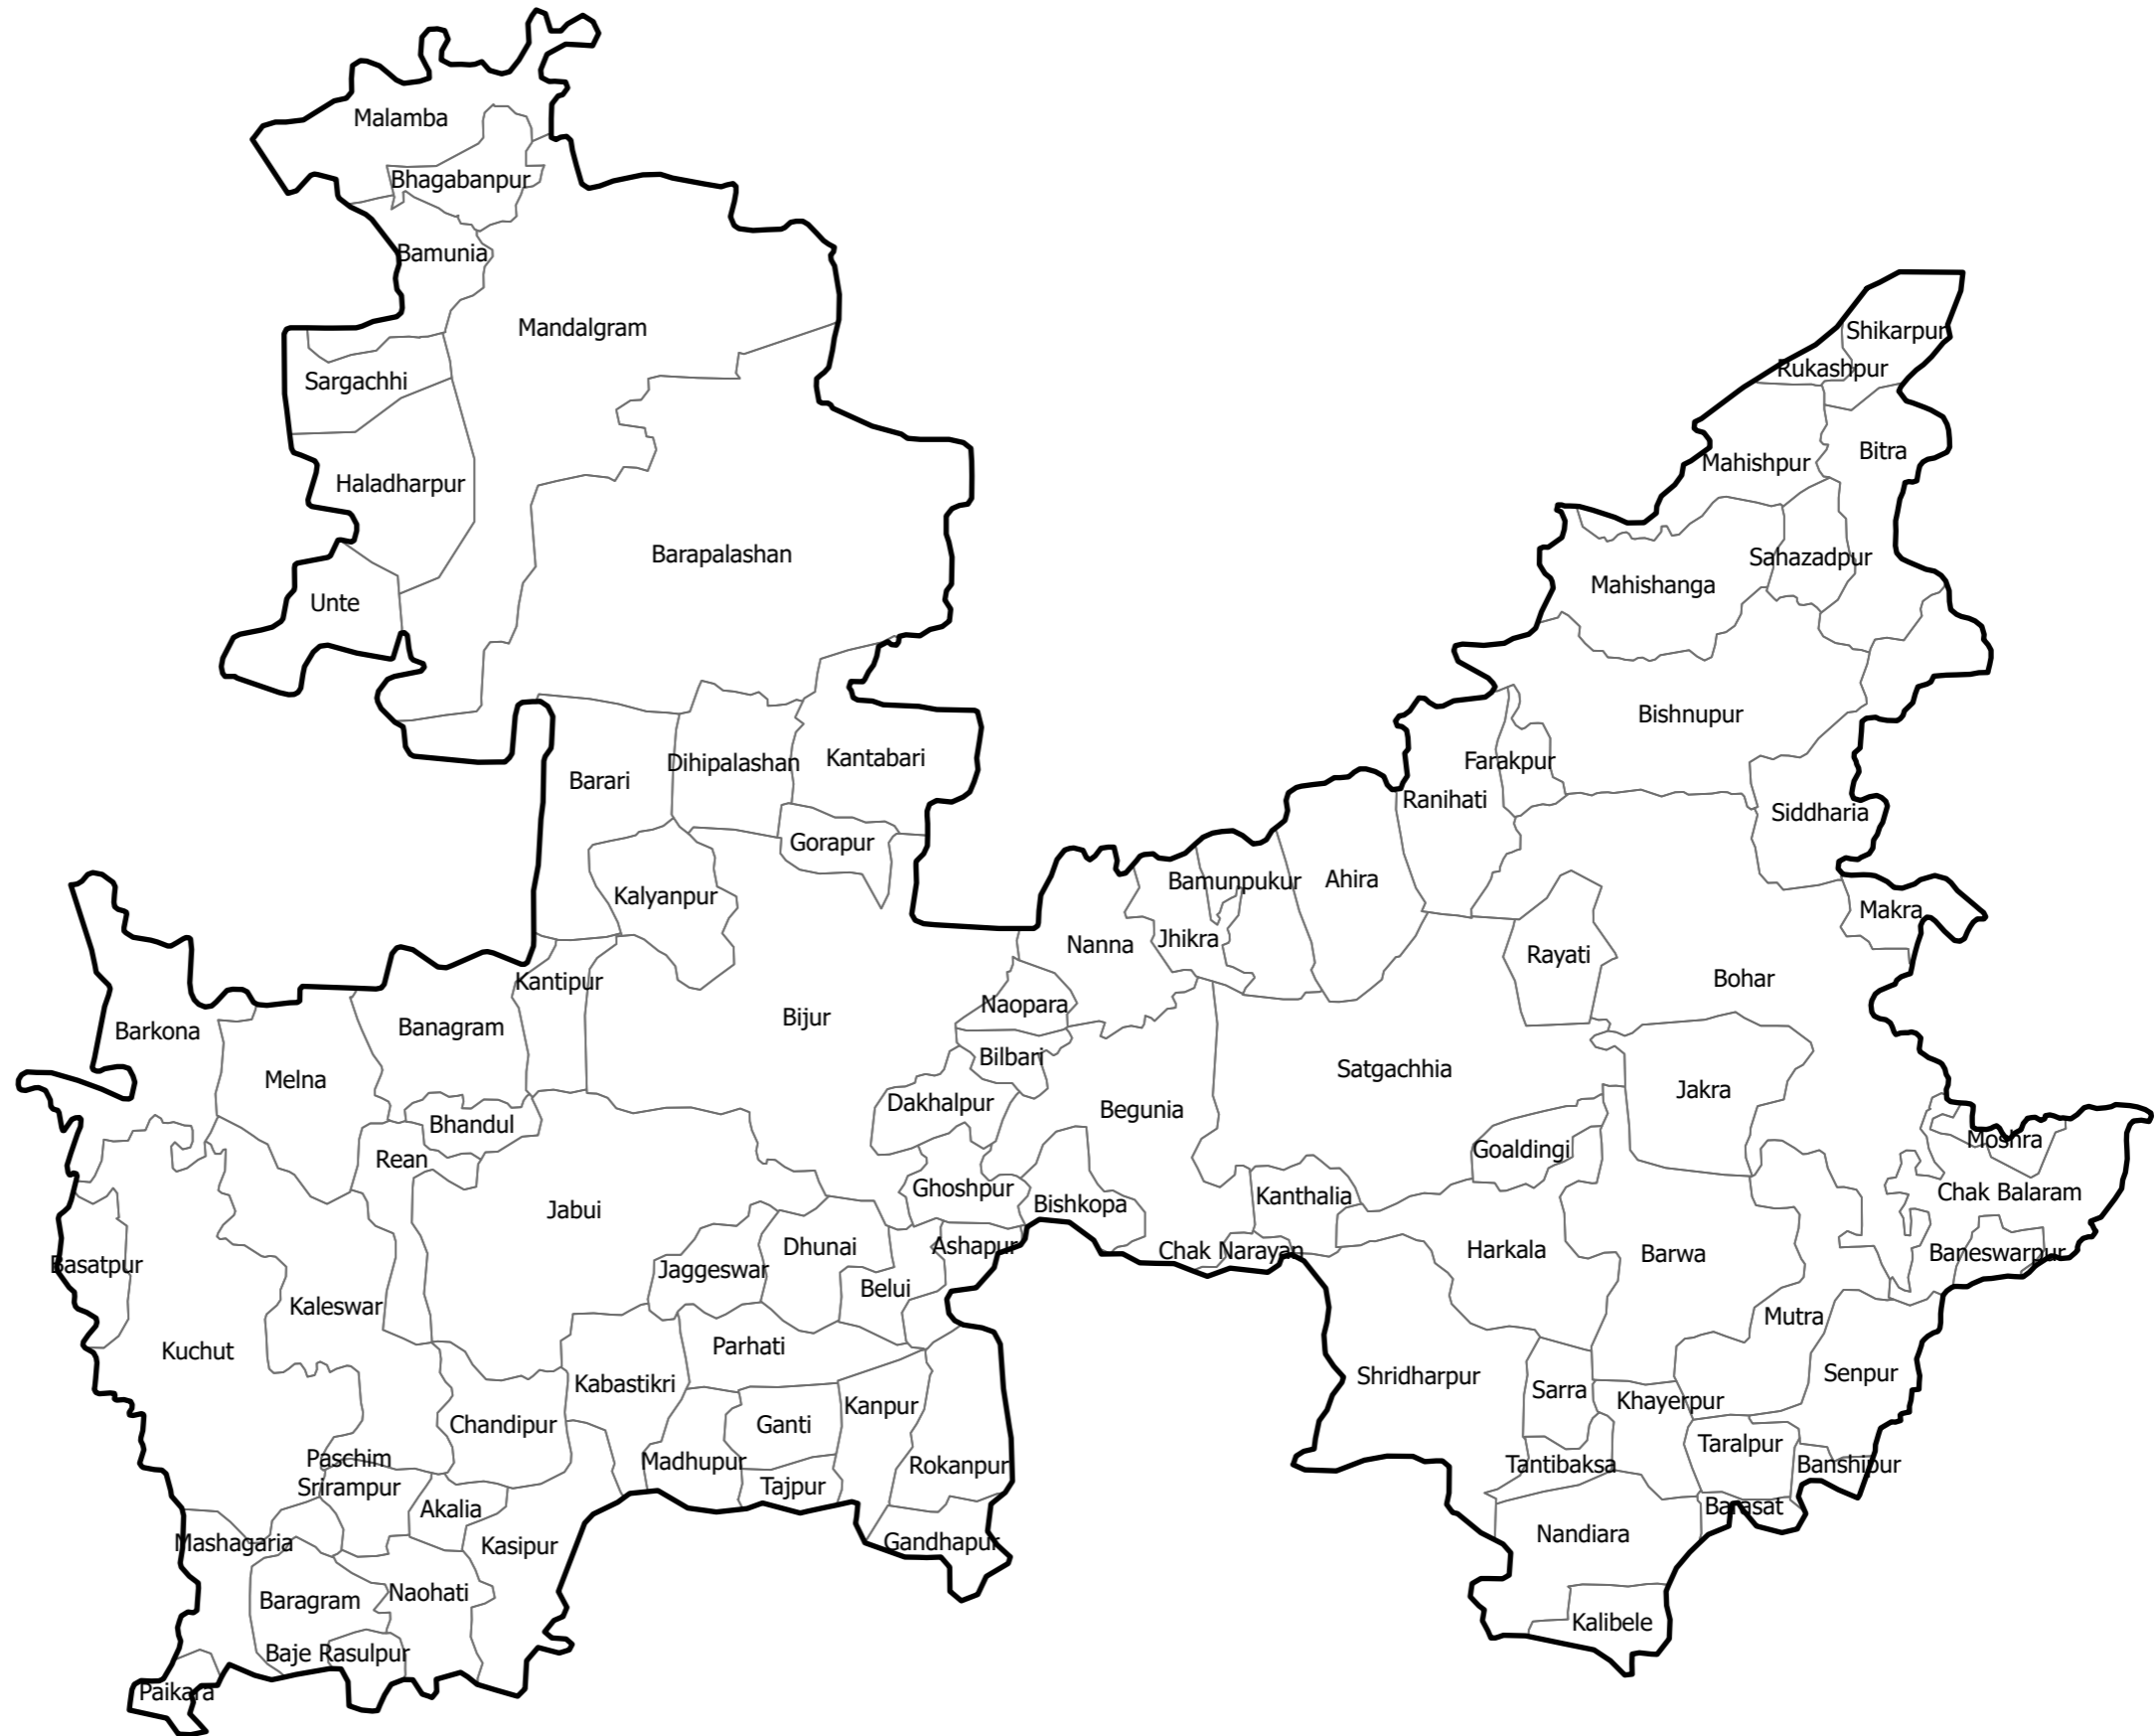 Malamba
Bhagabanpur
Bamunia
Mandalgram
Shikarpur
Rukashpur
Sargachhi
Bitra
Mahishpur
Haladharpur
Barapalashan
Sahazadpur
Mahishanga
Unte
Bishnupur
Kantabari
Dihipalashan
Farakpur
Barari
Ranihati
Siddharia
Gorapur
Bamunpukur
Ahira
Kalyanpur
Makra
Jhikra
Nanna
Rayati
Bohar
Kantipur
Naopara
Bijur
Banagram
Barkona
Bilbari
Satgachhia
Melna
Jakra
Dakhalpur
Begunia
Bhandul
Moshra
Goaldingi
Rean
Ghoshpur
Chak Balaram
Kanthalia
Bishkopa
Jabui
Dhunai
Ashapur
Chak Narayan
Harkala
Barwa
Baneswarpur
Basatpur
Jaggeswar
Belui
Kaleswar
Mutra
Parhati
Kuchut
Senpur
Shridharpur
Kabastikri
Sarra
Khayerpur
Kanpur
Chandipur
Ganti
Taralpur
Paschim
Srirampur
Madhupur
Rokanpur
Tantibaksa
Banshipur
Tajpur
Akalia
Barasat
Nandiara
Mashagaria
Kasipur
Gandhapur
Naohati
Baragram
Kalibele
Baje Rasulpur
Paikara